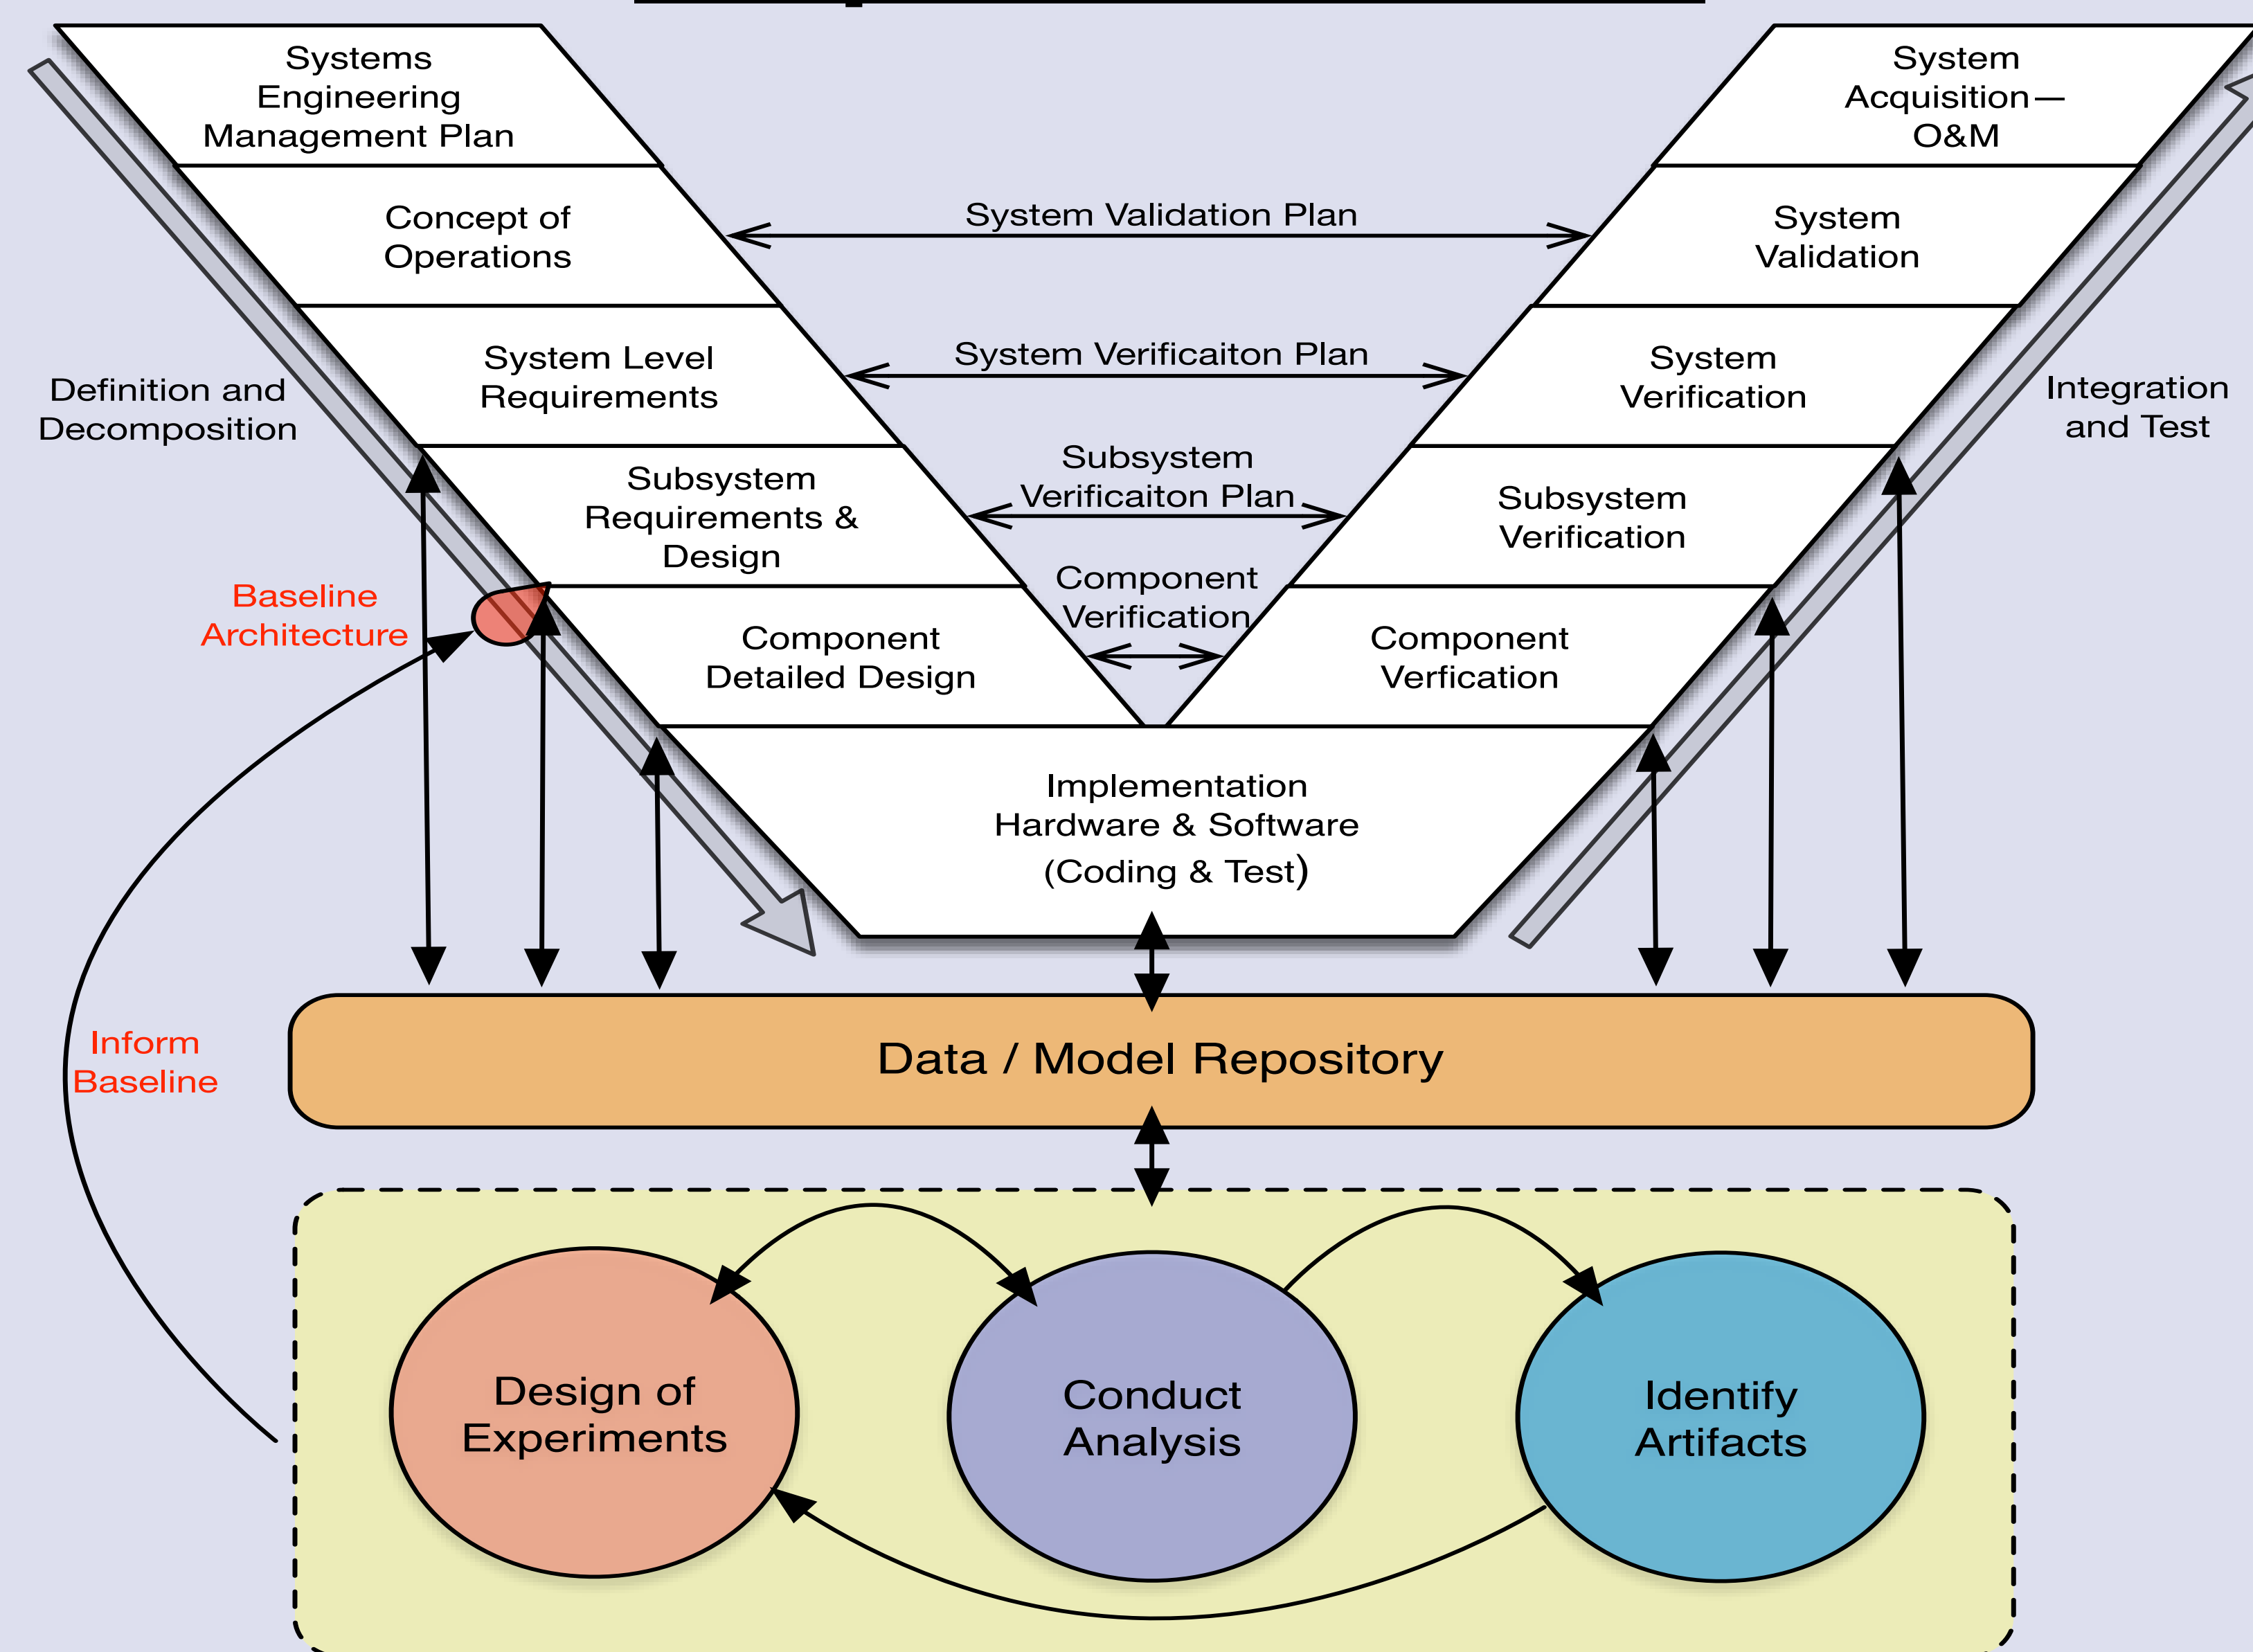 Systems
Engineering
Management Plan
System
Acquisition—
O&M
Concept of
Operations
System Validation Plan
System
Validation
System Level
Requirements
System Verificaiton Plan
System
Verification
Definition and
Decomposition
Integration
and Test
Subsystem
Requirements &
Design
Subsystem
Verificaiton Plan
Subsystem
Verification
Baseline
Architecture
Component
Detailed Design
Component
Verification
Component
Verfication
Implementation
Hardware & Software
(Coding & Test)
Inform
Baseline
Data / Model Repository
Design of
Experiments
Conduct
Analysis
Identify
Artifacts